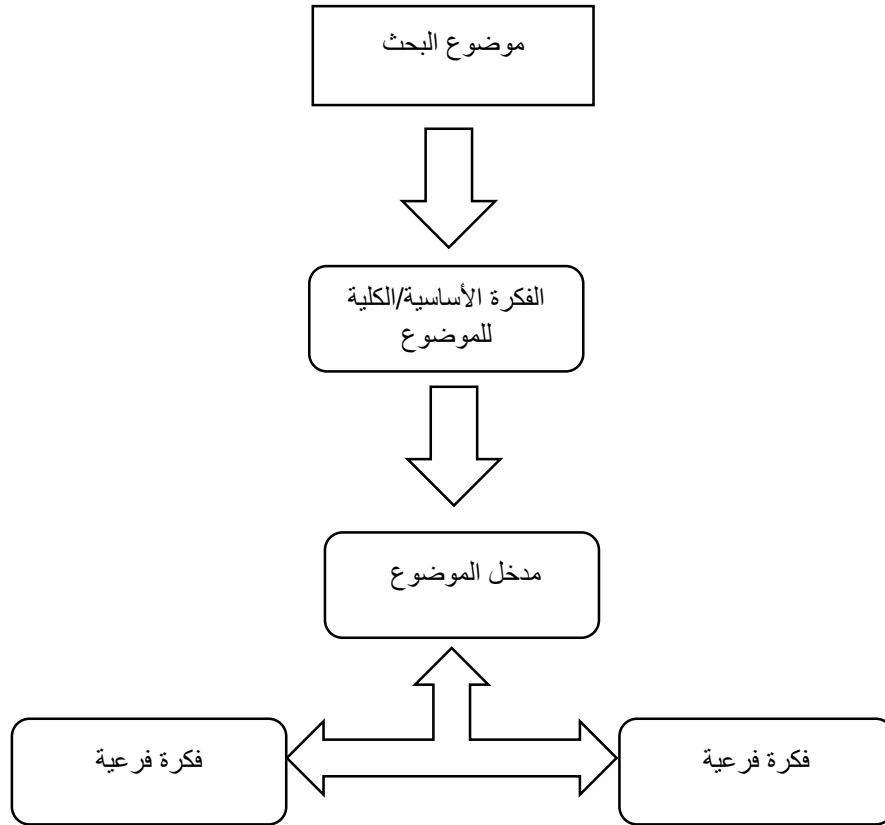 موضوع البحث
الفكرة الأساسية/الكلية
للموضوع
مدخل الموضوع
فكرة فرعية
فكرة فرعية